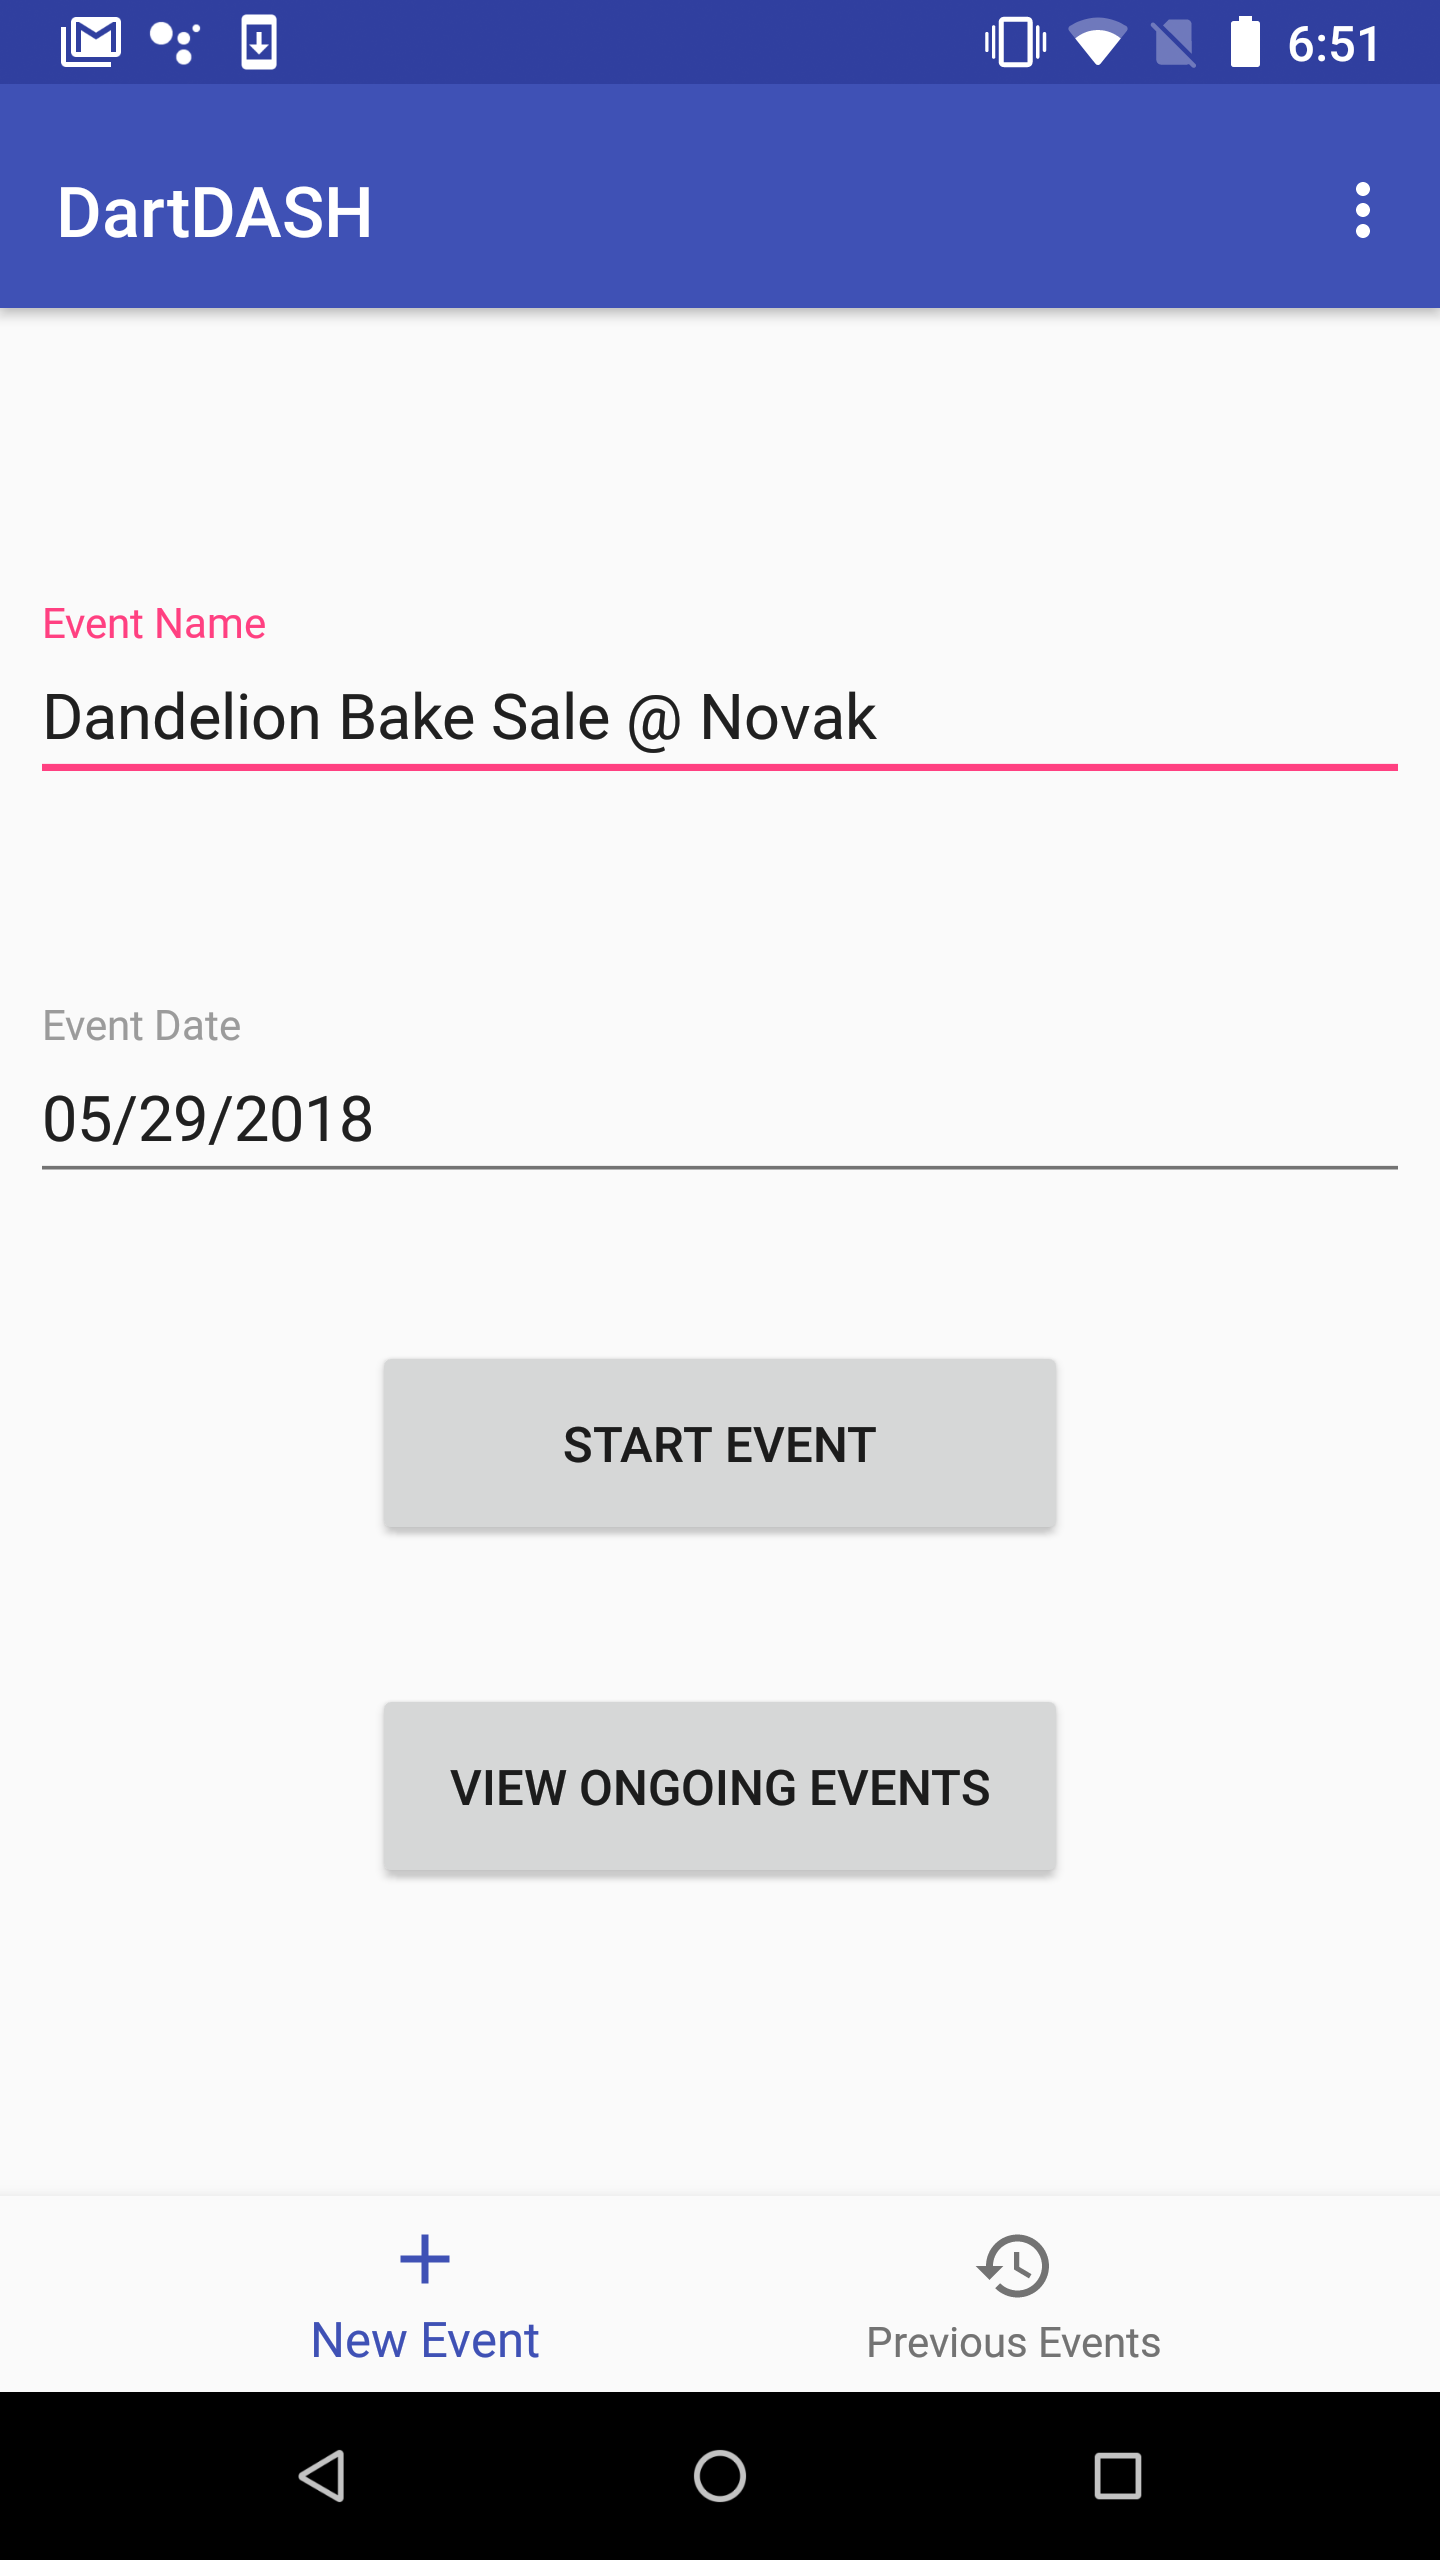 6:51
DartDASH
Event Name
Dandelion Bake Sale @ Novak
Event Date
05/29/2018
START EVENT
VIEW ONGOING EVENTS
New Event
Previous Events